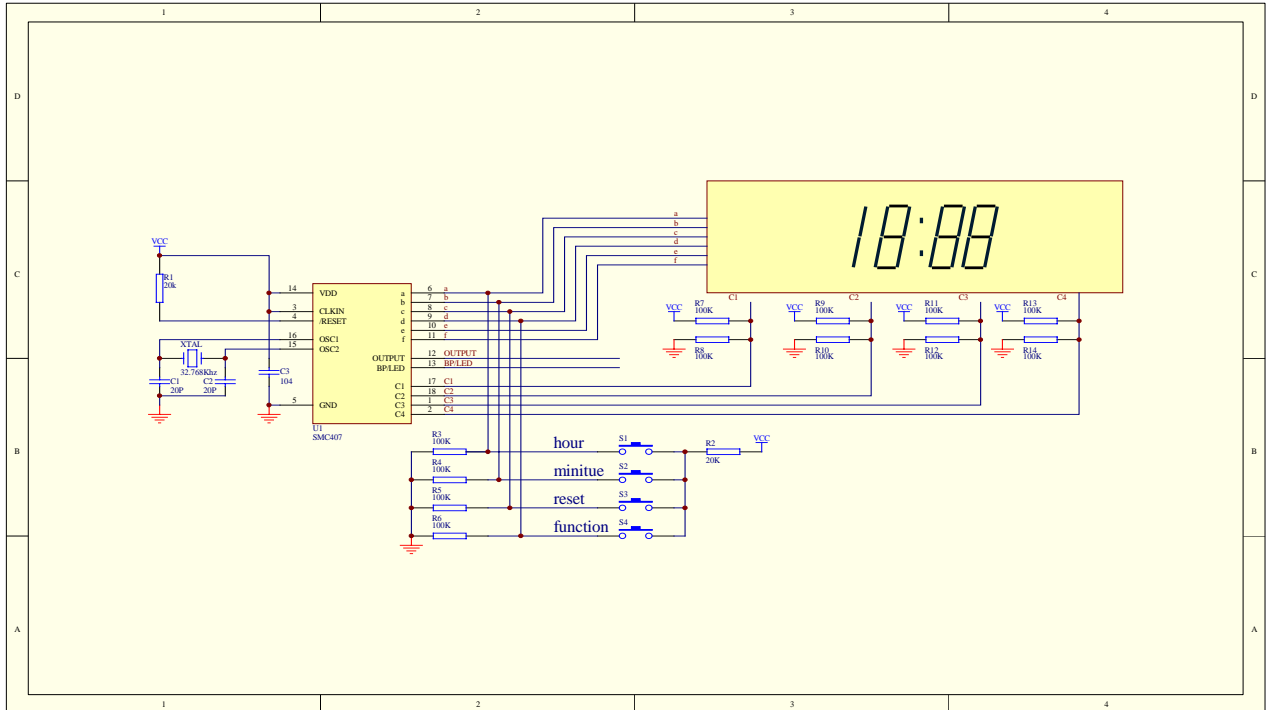 1 2 3 4
D D
C C
B B
A A
1 2 3 4
VCC
R1
20k
XTAL
32.768Khz
C1
20P
C2
20P
C3
104
14 VDD
3 CLKIN
4 /RESET
16 OSC1
15 OSC2
5 GND
a 6 a
b 7 b
c 8 c
d 9 d
e 10 e
f 11 f
OUTPUT 12 OUTPUT
BP/LED 13 BP/LED
C1 17 C1
C2 18 C2
C3 1 C3
C4 2 C4
U1
SMC407
a
b
c
d
e
f
18:88
C1 C2 C3 C4
VCC R7
100K
R8
100K
VCC R9
100K
R10
100K
VCC R11
100K
R12
100K
VCC R13
100K
R14
100K
R3
100K
R4
100K
R5
100K
R6
100K
hour S1
minitue S2
reset S3
function S4
R2
20K
VCC